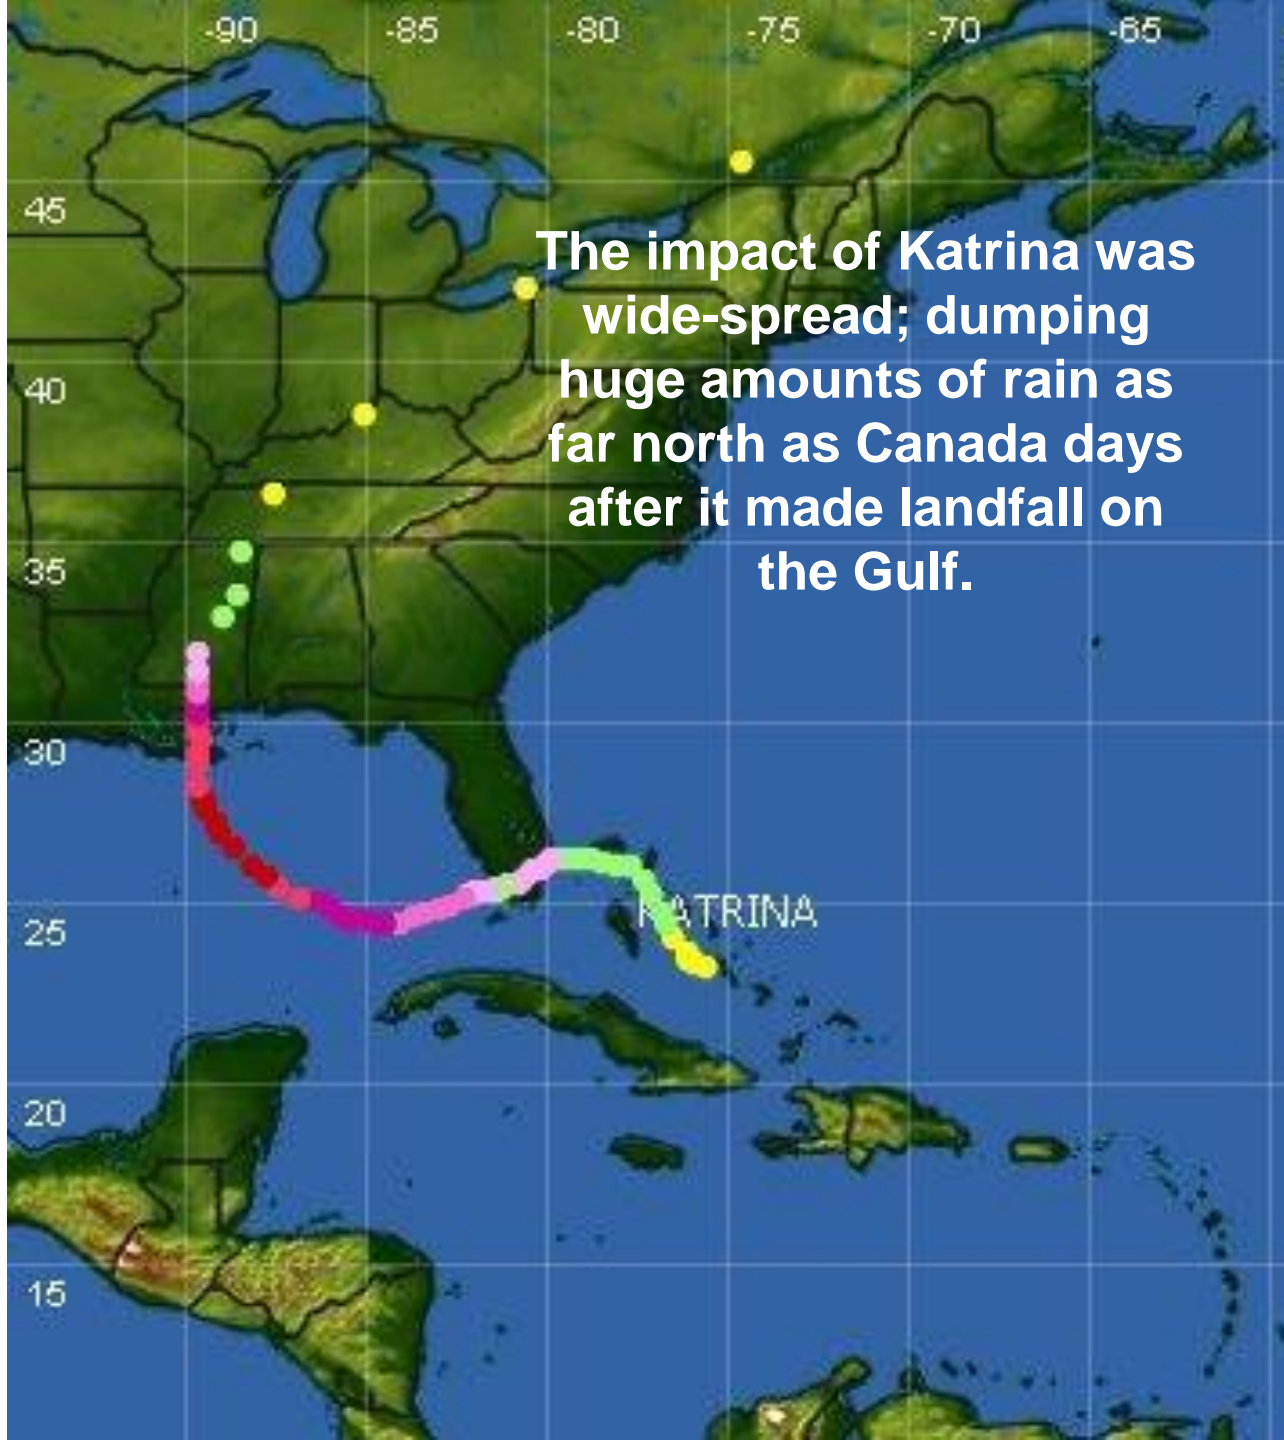 -90 -85 -80 -75 -70 -65
45
The impact of Katrina was
wide-spread; dumping
huge amounts of rain as
40
far north as Canada days
after it made landfall on
35
the Gulf.
30
KATRINA
25
20
15